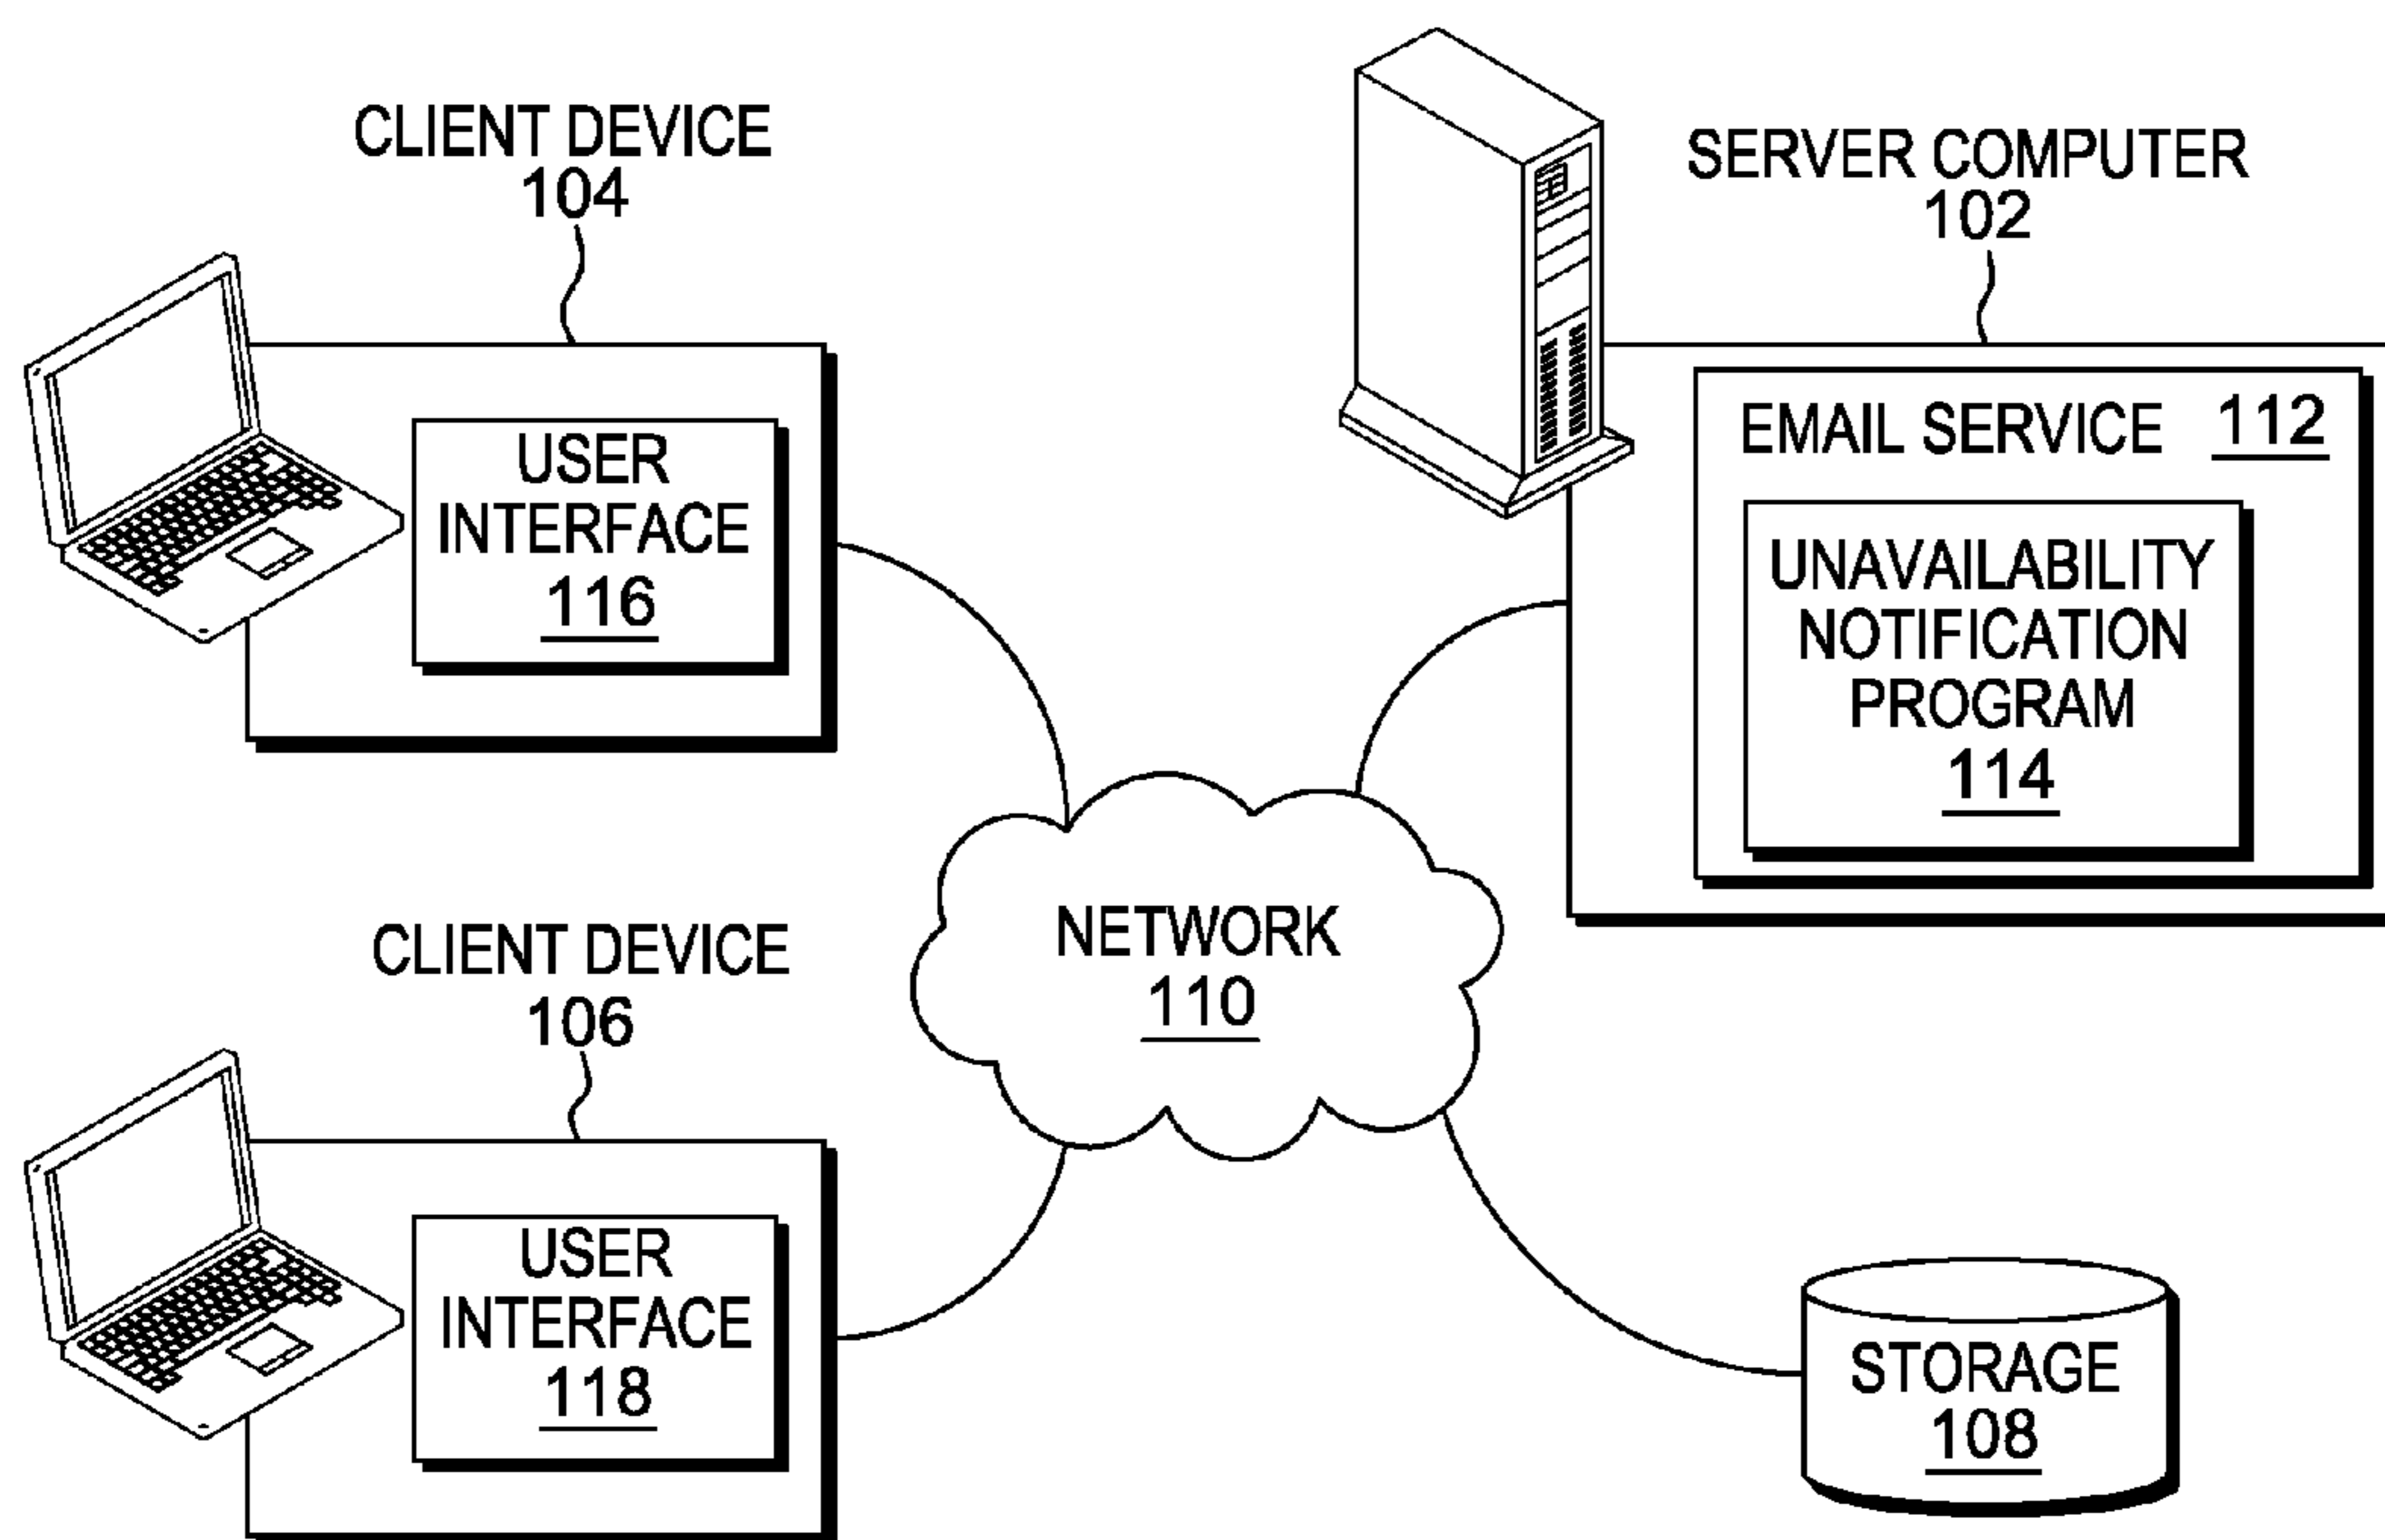 CLIENT DEVICE
104
SERVER COMPUTER
102
USER
INTERFACE
116
EMAIL SERVICE 112
UNAVAILABILITY
NOTIFICATION
PROGRAM
114
NETWORK
110
CLIENT DEVICE
106
USER
INTERFACE
118
STORAGE
108